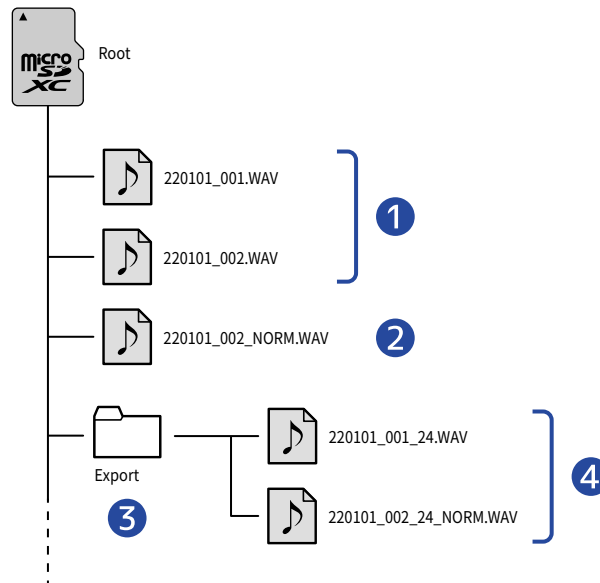 micro
SD
XC
Root
220101_001.WAV
1
220101_002.WAV
220101_002_NORM.WAV
2
220101_001_24.WAV
Export
4
3
220101_002_24_NORM.WAV